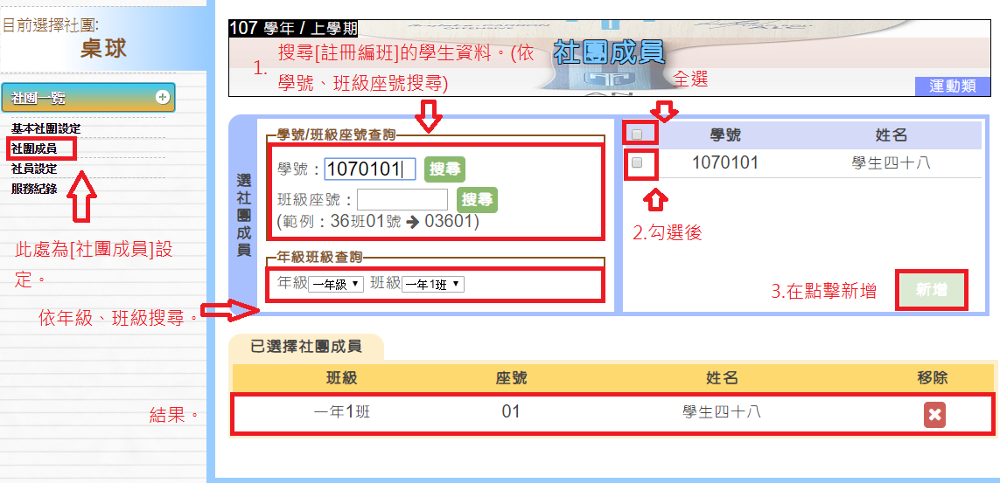 目前選擇社團:
桌球
社團一覽
基本社團設定
社團成員
社員設定
服務紀錄
此處為[社團成員]設
定。
依年級、班級搜尋。
結果。
107 學年 / 上學期
社團成員
運動類
1.
搜尋[註冊編班]的學生資料。(依
學號、班級座號搜尋)
全選
選社團成員
學號/班級座號查詢
學號：1070101 搜尋
班級座號： 搜尋
(範例：36班01號 → 03601)
年級班級查詢
年級 一年級 班級 一年1班
學號 姓名
1070101 學生四十八
2.勾選後
3.在點擊新增
新增
已選擇社團成員
班級 座號 姓名 移除
一年1班 01 學生四十八